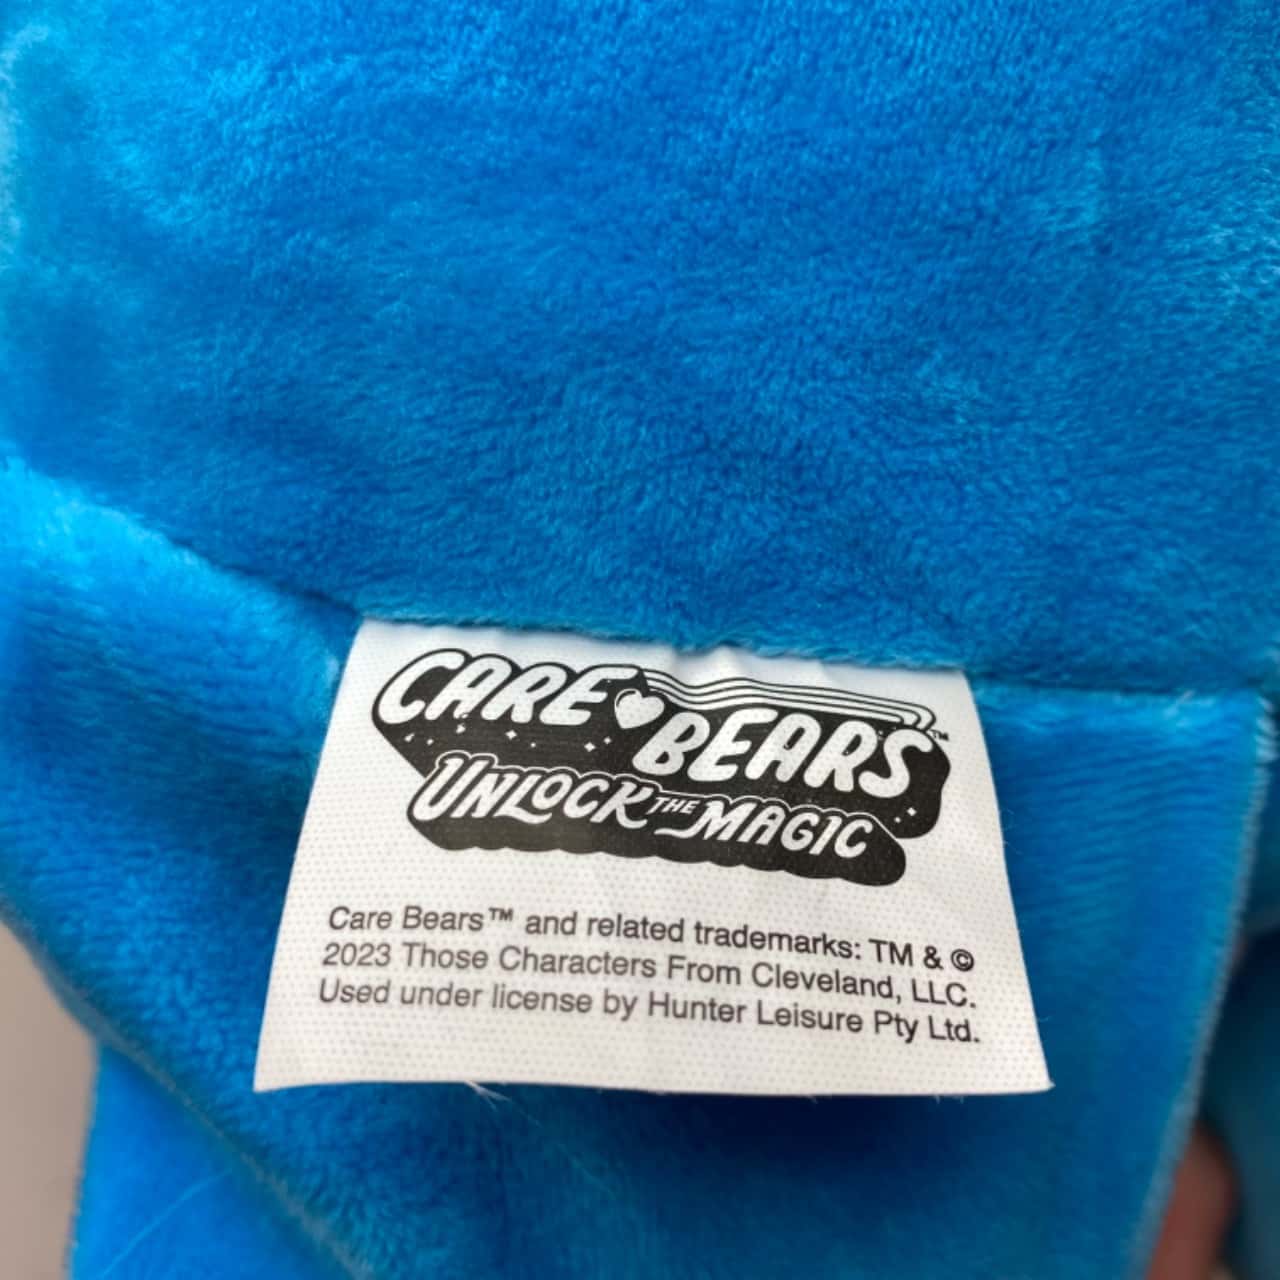 CARE BEARS™
UNLOCK THE MAGIC
Care Bears™ and related trademarks: TM & ©
2023 Those Characters From Cleveland, LLC.
Used under license by Hunter Leisure Pty Ltd.